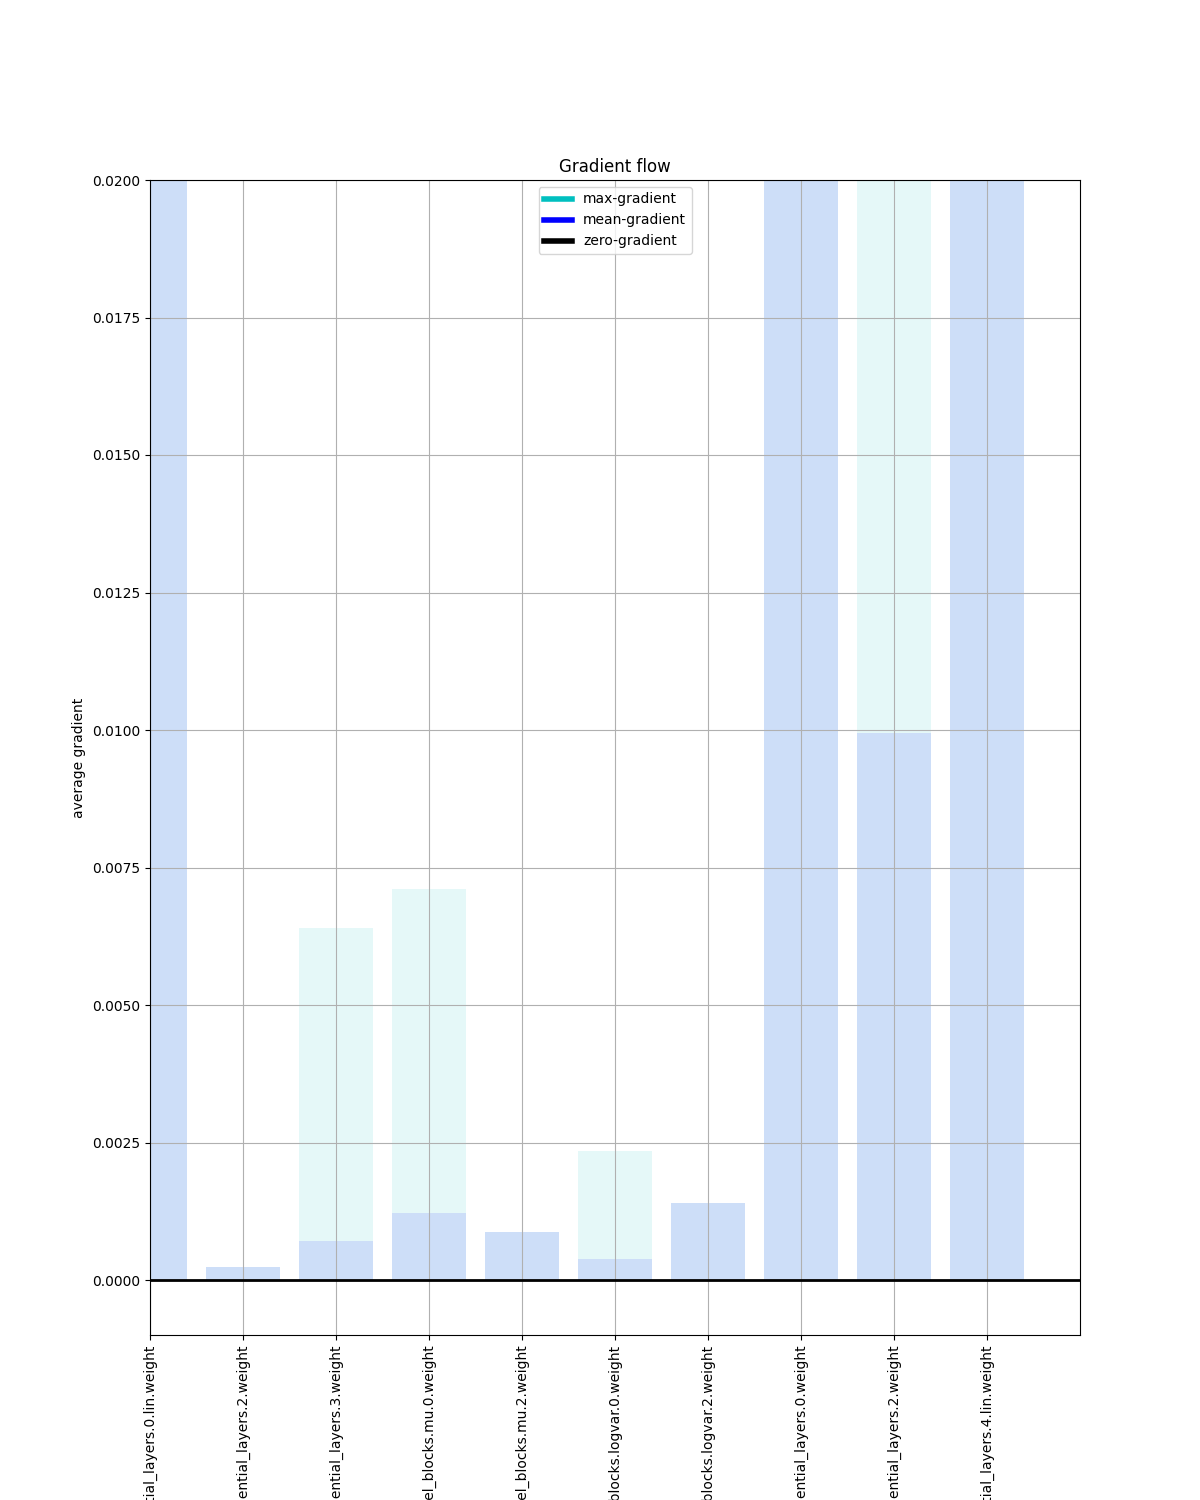 Gradient flow
max-gradient
mean-gradient
zero-gradient
0.0200
0.0175
0.0150
0.0125
0.0100
0.0075
0.0050
0.0025
0.0000
average gradient
tial_layers.0.lin.weight
ential_layers.2.weight
ential_layers.3.weight
el_blocks.mu.0.weight
el_blocks.mu.2.weight
blocks.logvar.0.weight
blocks.logvar.2.weight
ential_layers.0.weight
ential_layers.2.weight
tial_layers.4.lin.weight